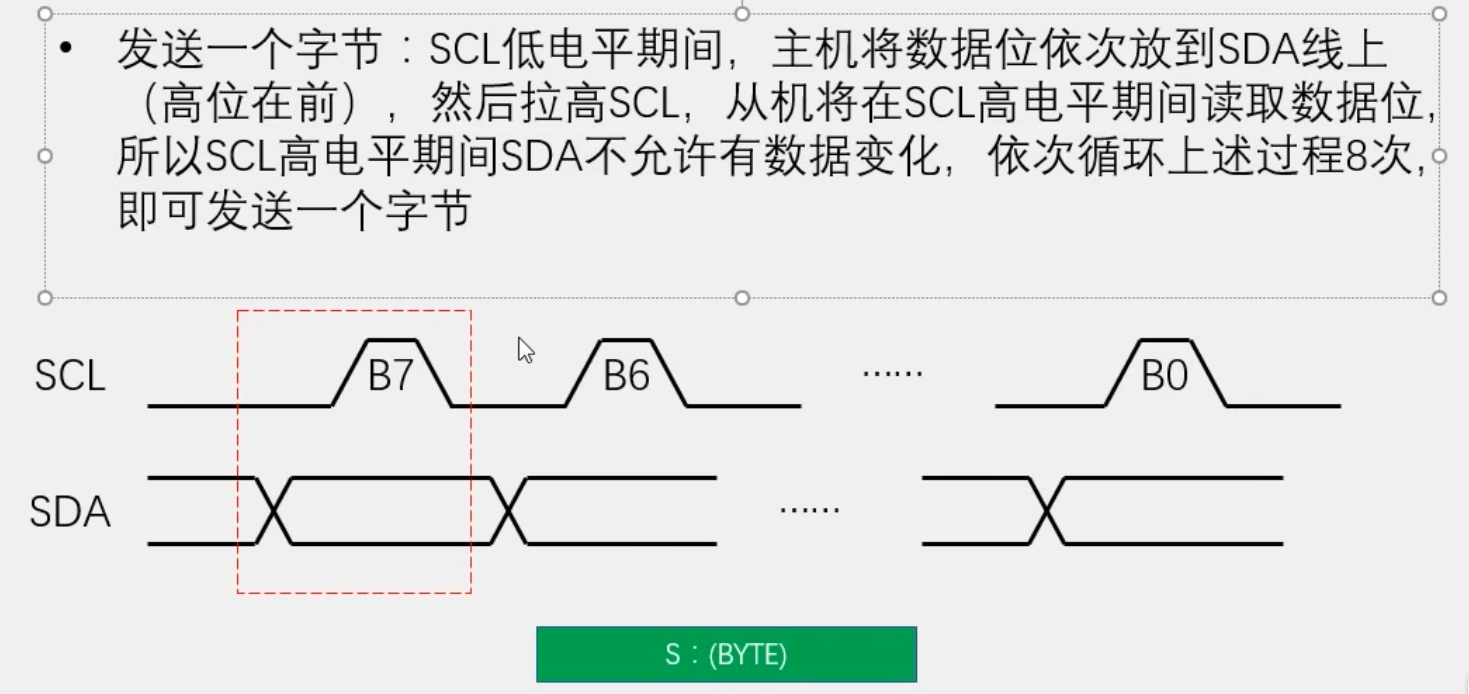 • 发送一个字节：SCL低电平期间，主机将数据位依次放到SDA线上
（高位在前），然后拉高SCL，从机将在SCL高电平期间读取数据位，
所以SCL高电平期间SDA不允许有数据变化，依次循环上述过程8次，
即可发送一个字节
SCL B7 B6 …… B0
SDA ……
S：(BYTE)